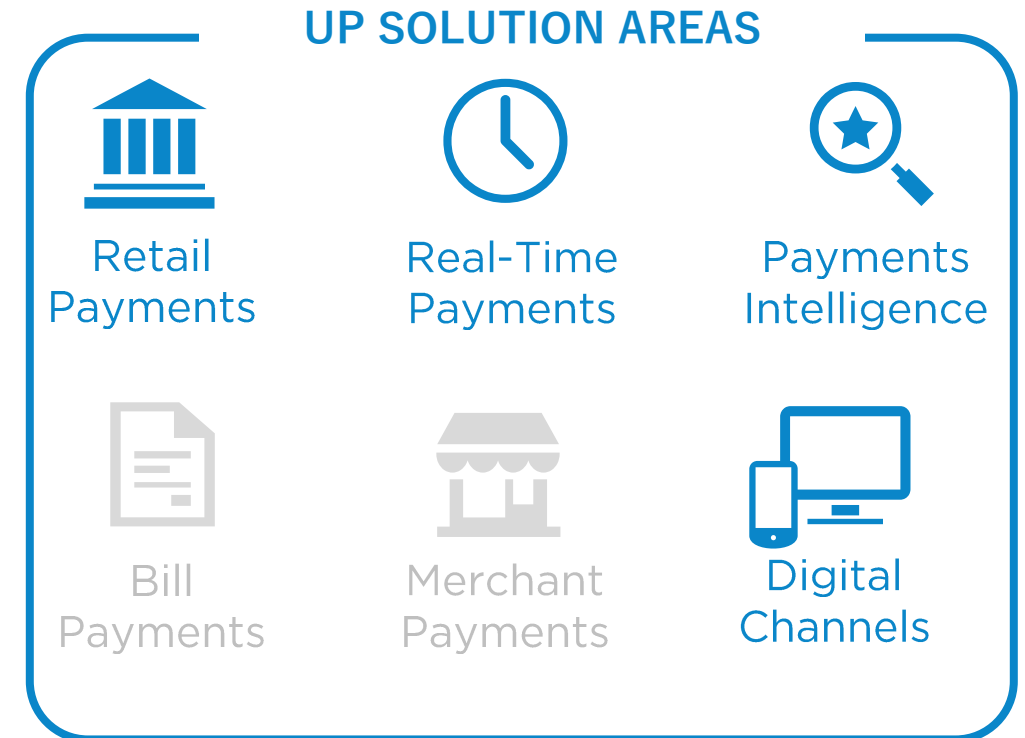 UP SOLUTION AREAS
Retail
Payments
Real-Time
Payments
Payments
Intelligence
Bill
Payments
Merchant
Payments
Digital
Channels